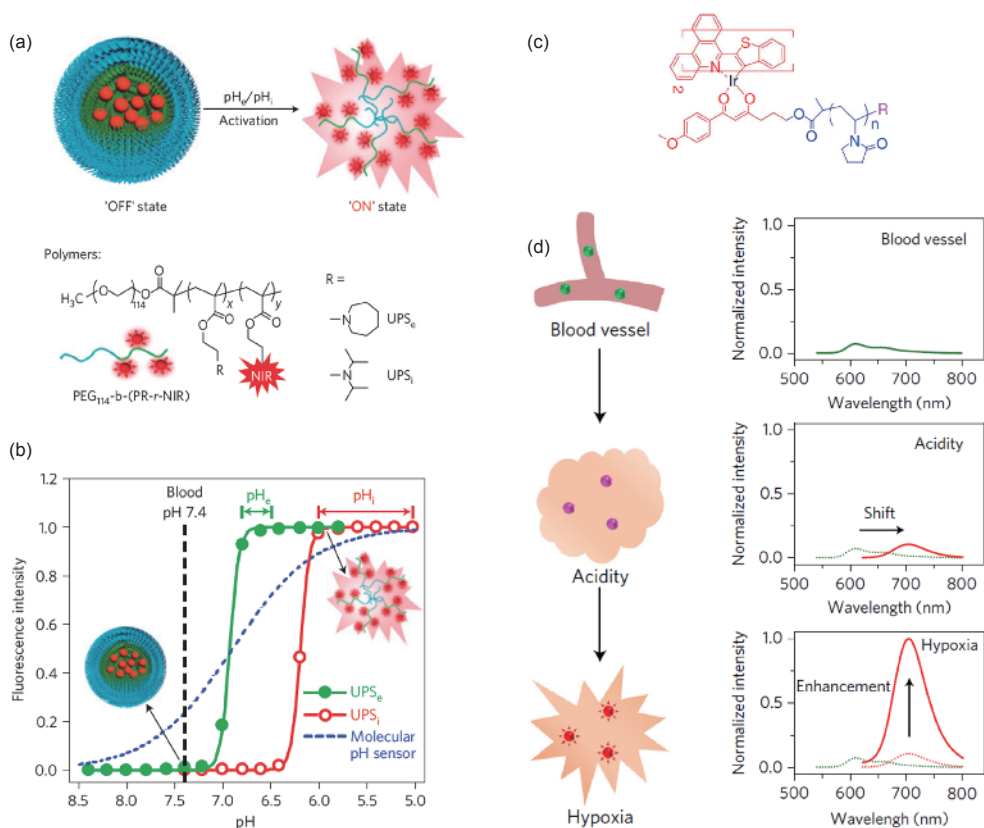 (a)
pHe/pHi
Activation
'OFF' state
'ON' state
Polymers:
H3C
O
114
O
O
x
y
O
O
O
O
R
NIR
PEG114-b-(PR-r-NIR)
R =
N
UPSe
N
UPSi
(b)
Fluorescence intensity
1.2
1.0
0.8
0.6
0.4
0.2
0.0
Blood
pH 7.4
pHe
pHi
UPSe
UPSi
Molecular
pH sensor
8.5 8.0 7.5 7.0 6.5 6.0 5.5 5.0
pH
(c)
S
N
2
Ir
O
O
O
O
O
n
R
N
O
(d)
Blood vessel
Acidity
Hypoxia
Normalized intensity
1.0
0.5
0.0
Blood vessel
500 600 700 800
Wavelength (nm)
Normalized intensity
1.0
0.5
0.0
Acidity
Shift
500 600 700 800
Wavelength (nm)
Normalized intensity
1.0
0.5
0.0
Hypoxia
Enhancement
500 600 700 800
Wavelengh (nm)